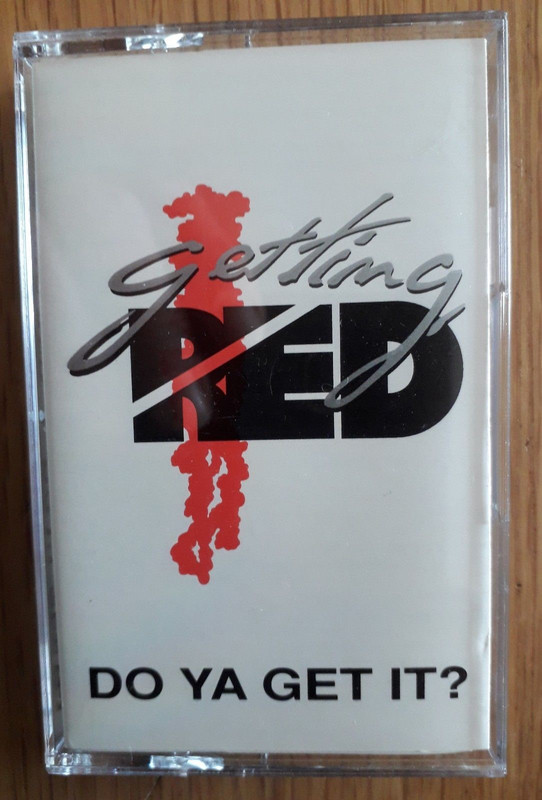 getting
RED
DO YA GET IT?